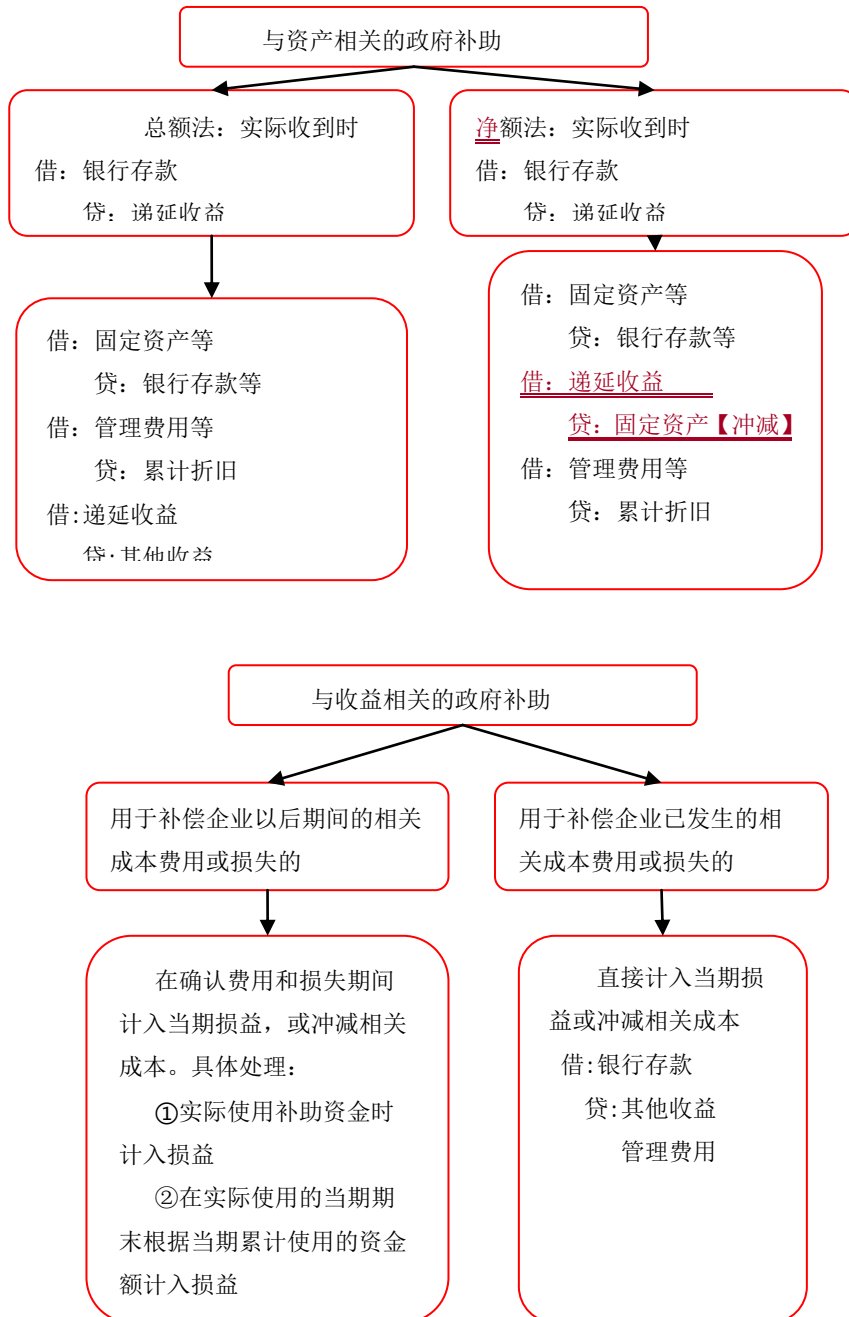 与资产相关的政府补助
总额法：实际收到时
借：银行存款
贷：递延收益
净额法：实际收到时
借：银行存款
贷：递延收益
借：固定资产等
贷：银行存款等
借：管理费用等
贷：累计折旧
借:递延收益
贷:其他收益
借：固定资产等
贷：银行存款等
借：递延收益
贷：固定资产【冲减】
借：管理费用等
贷：累计折旧
与收益相关的政府补助
用于补偿企业以后期间的相关
成本费用或损失的
用于补偿企业已发生的相
关成本费用或损失的
在确认费用和损失期间
计入当期损益，或冲减相关
成本。具体处理：
①实际使用补助资金时
计入损益
②在实际使用的当期期
末根据当期累计使用的资金
额计入损益
直接计入当期损
益或冲减相关成本
借:银行存款
贷:其他收益
管理费用